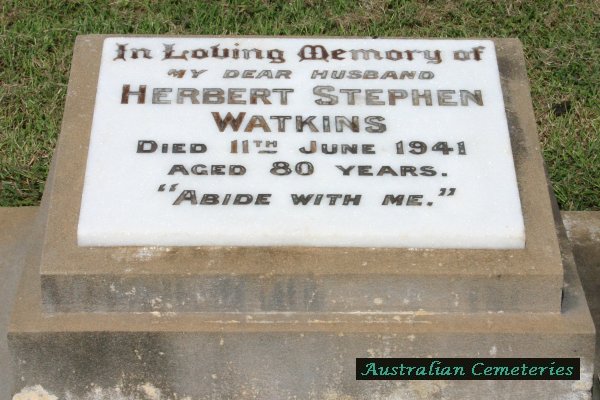 In Loving Memory of
MY DEAR HUSBAND
HERBERT STEPHEN
WATKINS
DIED 11TH JUNE 1941
AGED 80 YEARS.
"ABIDE WITH ME."
Australian Cemeteries